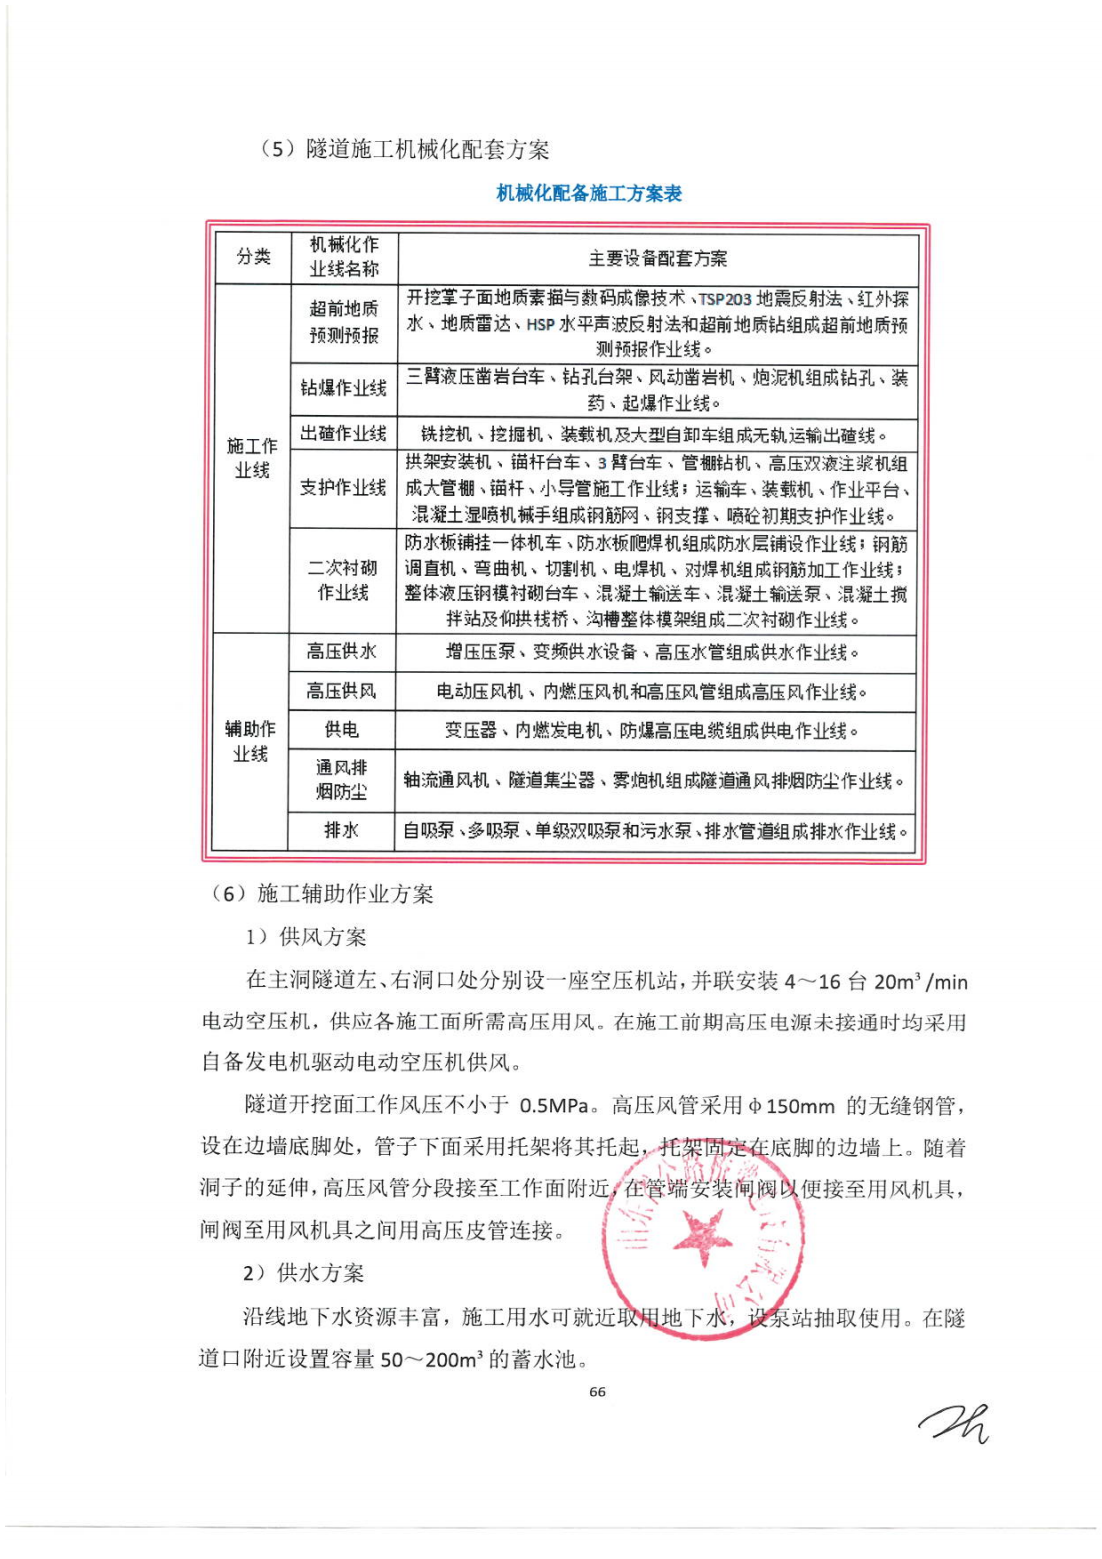 （5）隧道施工机械化配套方案
机械化配备施工方案表
分类
机械化作
业线名称
主要设备配套方案
施工作
业线
超前地质
预测预报
开挖掌子面地质素描与数码成像技术、TSP203 地震反射法、红外探
水、地质雷达、HSP 水平声波反射法和超前地质钻组成超前地质预
测预报作业线。
钻爆作业线
三臂液压凿岩台车、钻孔台架、风动凿岩机、炮泥机组成钻孔、装
药、起爆作业线。
出碴作业线
铣挖机、挖掘机、装载机及大型自卸车组成无轨运输出碴线。
支护作业线
拱架安装机、锚杆台车、3 臂台车、管棚钻机、高压双液注浆机组
成大管棚、锚杆、小导管施工作业线；运输车、装载机、作业平台、
混凝土湿喷机械手组成钢筋网、钢支撑、喷砼初期支护作业线。
二次衬砌
作业线
防水板铺挂一体机车、防水板爬焊机组成防水层铺设作业线；钢筋
调直机、弯曲机、切割机、电焊机、对焊机组成钢筋加工作业线；
整体液压钢模衬砌台车、混凝土输送车、混凝土输送泵、混凝土搅
拌站及仰拱栈桥、沟槽整体模架组成二次衬砌作业线。
辅助作
业线
高压供水
增压压泵、变频供水设备、高压水管组成供水作业线。
高压供风
电动压风机、内燃压风机和高压风管组成高压风作业线。
供电
变压器、内燃发电机、防爆高压电缆组成供电作业线。
通风排
烟防尘
轴流通风机、隧道集尘器、雾炮机组成隧道通风排烟防尘作业线。
排水
自吸泵、多吸泵、单级双吸泵和污水泵、排水管道组成排水作业线。
（6）施工辅助作业方案
1）供风方案
在主洞隧道左、右洞口处分别设一座空压机站，并联安装 4～16 台 20m³/min
电动空压机，供应各施工面所需高压用风。在施工前期高压电源未接通时均采用
自备发电机驱动电动空压机供风。
隧道开挖面工作风压不小于 0.5MPa。高压风管采用φ150mm 的无缝钢管，
设在边墙底脚处，管子下面采用托架将其托起，托架固定在底脚的边墙上。随着
洞子的延伸，高压风管分段接至工作面附近，在管端安装闸阀以便接至用风机具，
闸阀至用风机具之间用高压皮管连接。
2）供水方案
沿线地下水资源丰富，施工用水可就近取用地下水，设泵站抽取使用。在隧
道口附近设置容量 50～200m³ 的蓄水池。
66